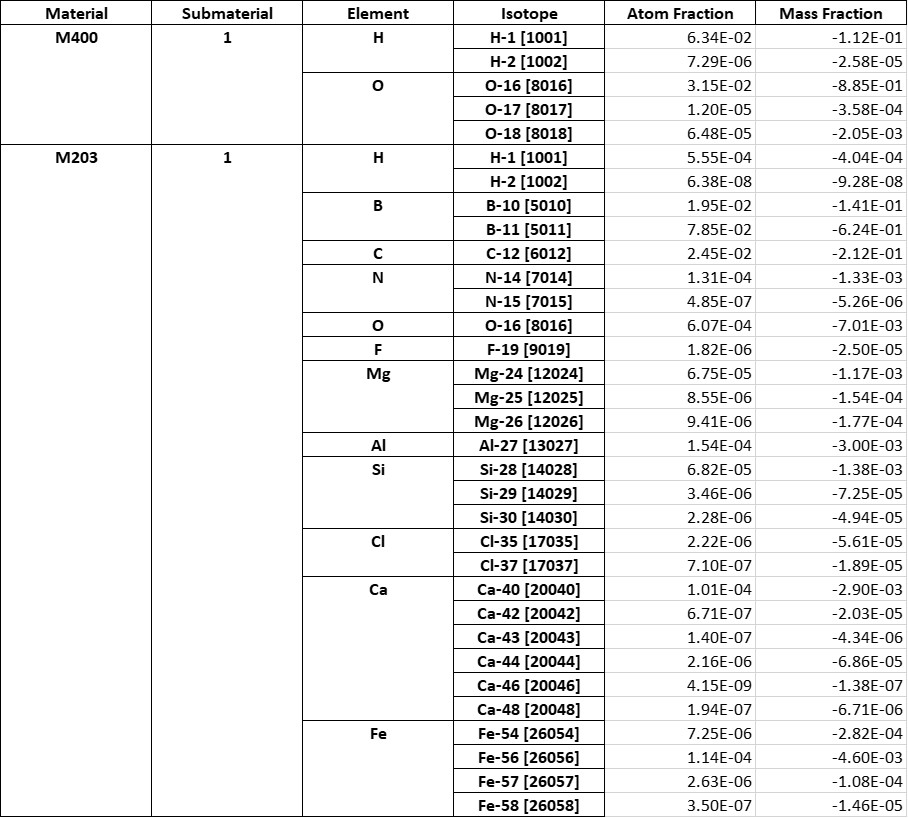 Material Submaterial Element Isotope Atom Fraction Mass Fraction
M400 1 H H-1 [1001] 6.34E-02 -1.12E-01
H-2 [1002] 7.29E-06 -2.58E-05
O O-16 [8016] 3.15E-02 -8.85E-01
O-17 [8017] 1.20E-05 -3.58E-04
O-18 [8018] 6.48E-05 -2.05E-03
M203 1 H H-1 [1001] 5.55E-04 -4.04E-04
H-2 [1002] 6.38E-08 -9.28E-08
B B-10 [5010] 1.95E-02 -1.41E-01
B-11 [5011] 7.85E-02 -6.24E-01
C C-12 [6012] 2.45E-02 -2.12E-01
N N-14 [7014] 1.31E-04 -1.33E-03
N-15 [7015] 4.85E-07 -5.26E-06
O O-16 [8016] 6.07E-04 -7.01E-03
F F-19 [9019] 1.82E-06 -2.50E-05
Mg Mg-24 [12024] 6.75E-05 -1.17E-03
Mg-25 [12025] 8.55E-06 -1.54E-04
Mg-26 [12026] 9.41E-06 -1.77E-04
Al Al-27 [13027] 1.54E-04 -3.00E-03
Si Si-28 [14028] 6.82E-05 -1.38E-03
Si-29 [14029] 3.46E-06 -7.25E-05
Si-30 [14030] 2.28E-06 -4.94E-05
Cl Cl-35 [17035] 2.22E-06 -5.61E-05
Cl-37 [17037] 7.10E-07 -1.89E-05
Ca Ca-40 [20040] 1.01E-04 -2.90E-03
Ca-42 [20042] 6.71E-07 -2.03E-05
Ca-43 [20043] 1.40E-07 -4.34E-06
Ca-44 [20044] 2.16E-06 -6.86E-05
Ca-46 [20046] 4.15E-09 -1.38E-07
Ca-48 [20048] 1.94E-07 -6.71E-06
Fe Fe-54 [26054] 7.25E-06 -2.82E-04
Fe-56 [26056] 1.14E-04 -4.60E-03
Fe-57 [26057] 2.63E-06 -1.08E-04
Fe-58 [26058] 3.50E-07 -1.46E-05